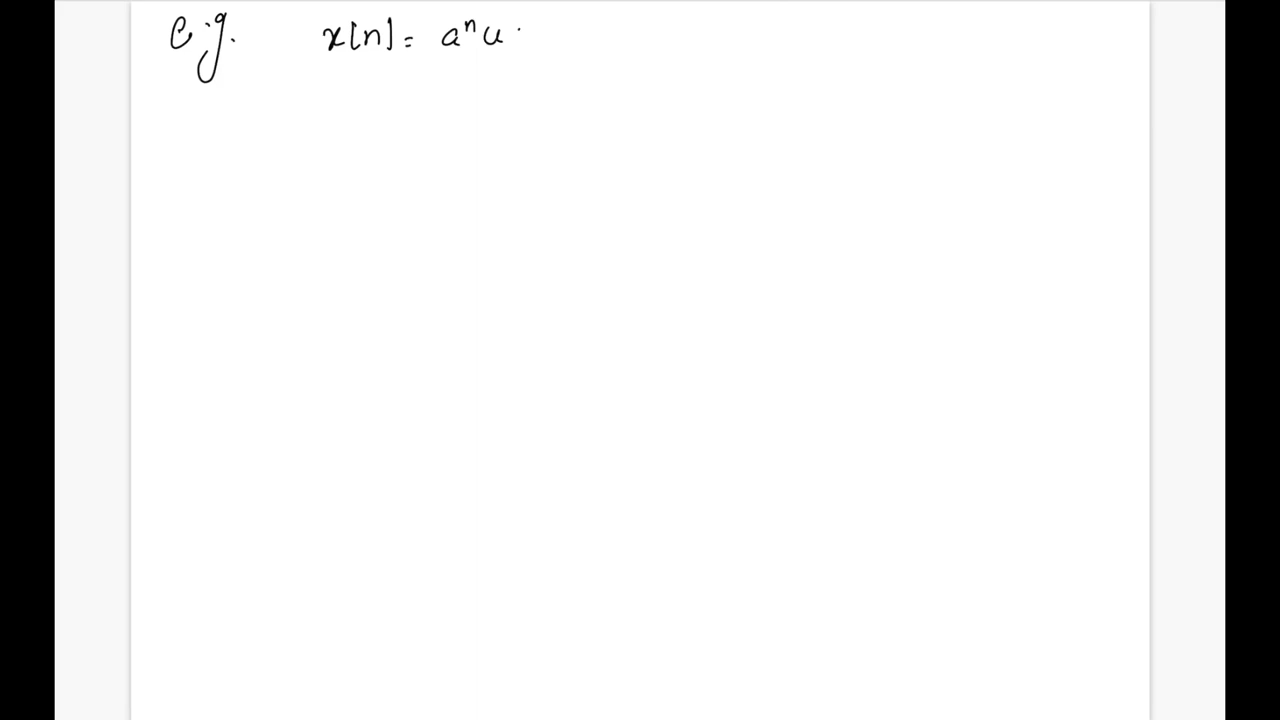 e.g. x[n] = aⁿu